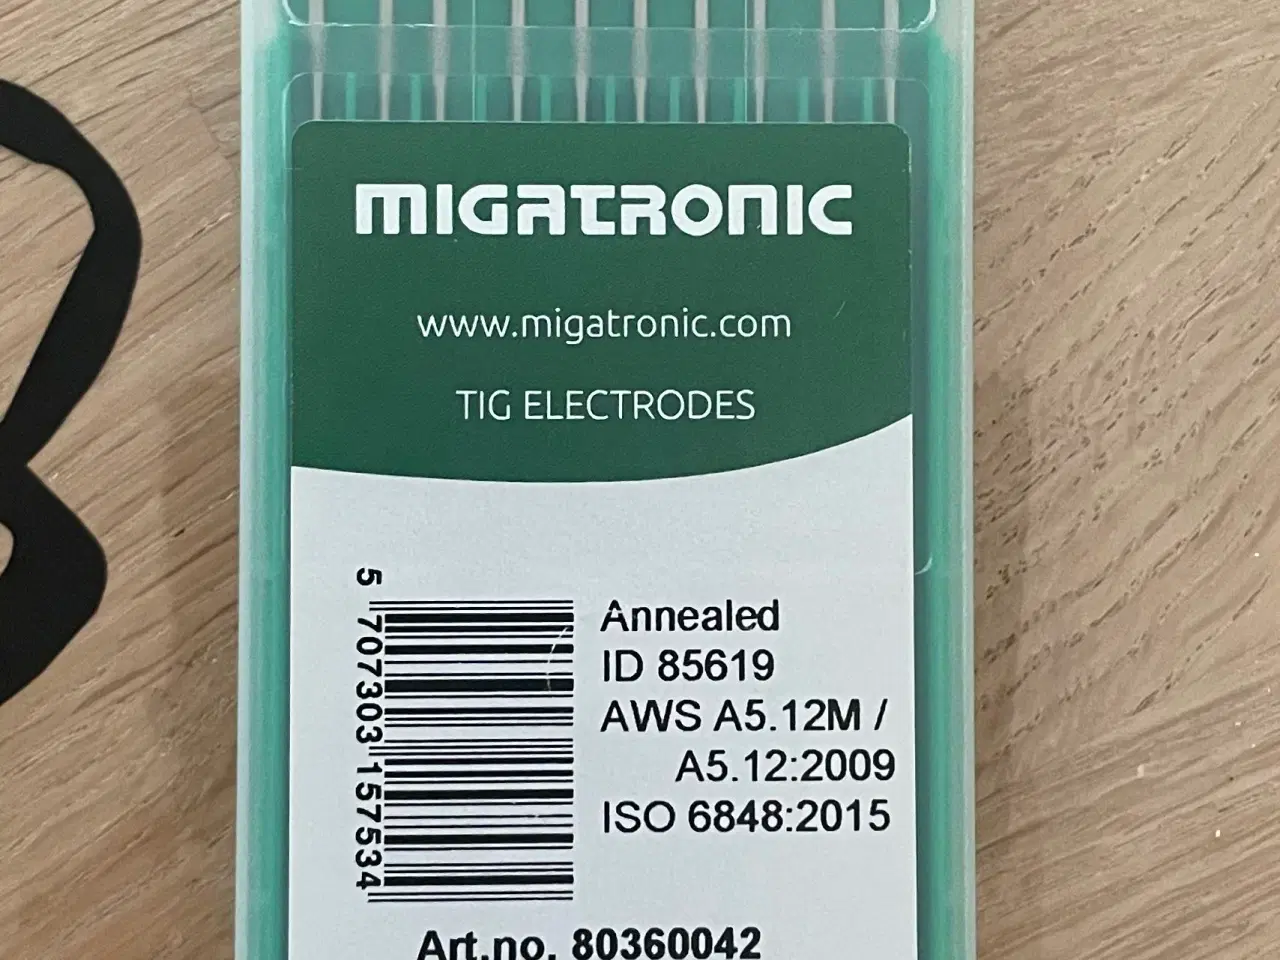 MIGATRONIC
www.migatronic.com
TIG ELECTRODES
5 707303 157534
Annealed
ID 85619
AWS A5.12M /
A5.12:2009
ISO 6848:2015
Art.no. 80360042